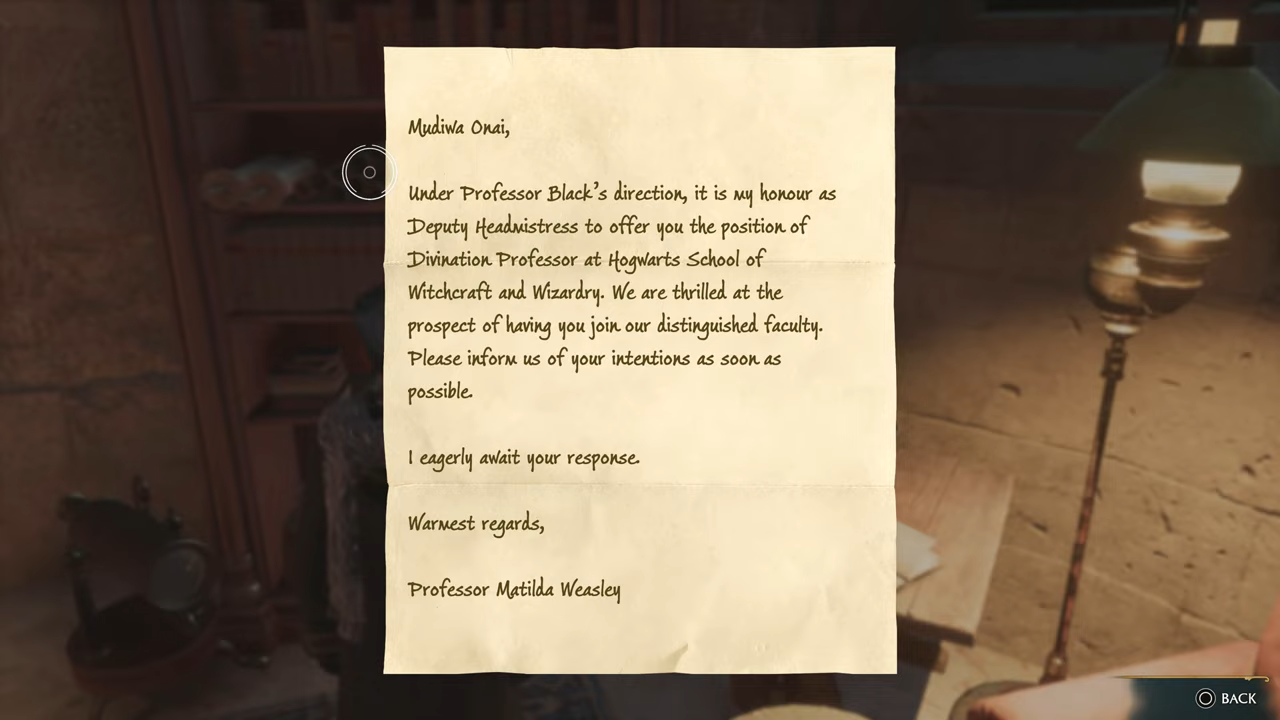 Mudiwa Onai,
Under Professor Black's direction, it is my honour as
Deputy Headmistress to offer you the position of
Divination Professor at Hogwarts School of
Witchcraft and Wizardry. We are thrilled at the
prospect of having you join our distinguished faculty.
Please inform us of your intentions as soon as
possible.
I eagerly await your response.
Warmest regards,
Professor Matilda Weasley
BACK